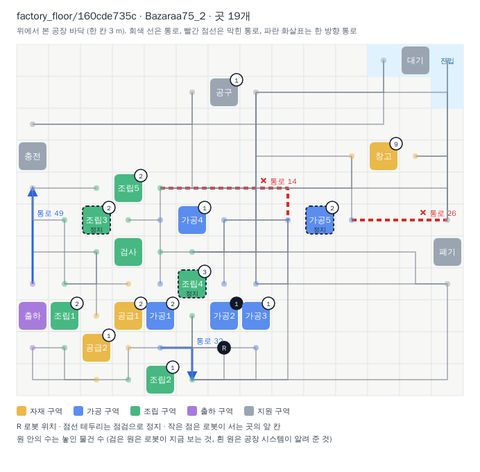 factory_floor/160cde735c · Bazaraa75_2 · 곳 19개
위에서 본 공장 바닥 (한 칸 3 m). 회색 선은 통로, 빨간 점선은 막힌 통로, 파란 화살표는 한 방향 통로
대기
진입
공구 1
창고 9
충전
조립5 2
통로 14
통로 49
조립3 2
정지
가공4 1
가공5 2
정지
통로 26
검사
폐기
조립4 3
정지
출하
조립1 2
공급1 2
가공1 2
가공2 1
가공3 1
공급2 1
통로 32
R
조립2 1
자재 구역
가공 구역
조립 구역
출하 구역
지원 구역
R 로봇 위치 · 점선 테두리는 점검으로 정지 · 작은 점은 로봇이 서는 곳의 앞 칸
원 안의 수는 놓인 물건 수 (검은 원은 로봇이 지금 보는 것, 흰 원은 공장 시스템이 알려 준 것)